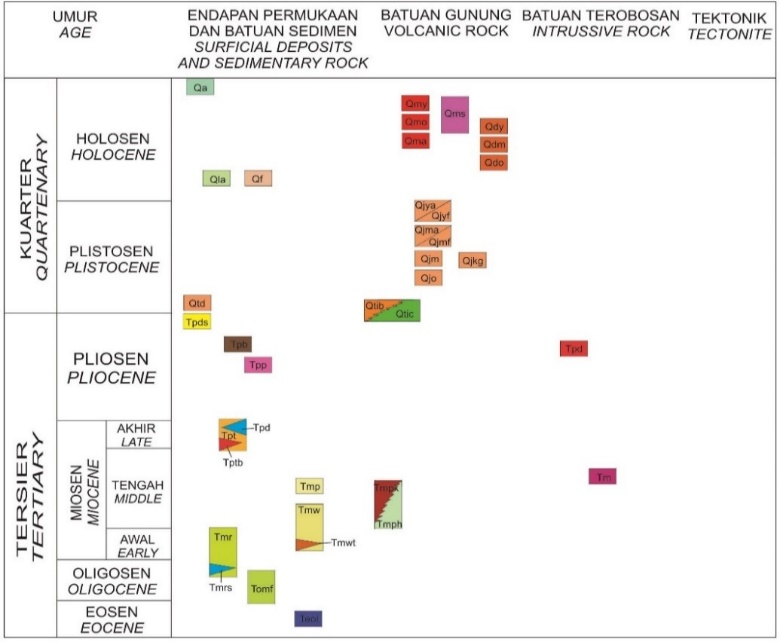 UMUR
AGE
ENDAPAN PERMUKAAN
DAN BATUAN SEDIMEN
SURFICIAL DEPOSITS
AND SEDIMENTARY ROCK
BATUAN GUNUNG
VOLCANIC ROCK
BATUAN TEROBOSAN
INTRUSSIVE ROCK
TEKTONIK
TECTONITE
KUARTER
QUARTENARY
HOLOSEN
HOLOCENE
Qa
Qmy
Qmo
Qma
Qms
Qdy
Qdm
Qdo
Qla
Qf
PLISTOSEN
PLISTOCENE
Qjya
Qjyf
Qjma
Qjmf
Qjm
Qjkg
Qjo
Qtd
Qtib
Qtic
TERSIER
TERTIARY
PLIOSEN
PLIOCENE
Tpds
Tpb
Tpp
Tpd
MIOSEN
MIOCENE
AKHIR
LATE
Tpt
Tpd
Tptb
TENGAH
MIDDLE
Tmp
Tmw
Tmph
Tm
AWAL
EARLY
Tmr
Tmwt
OLIGOSEN
OLIGOCENE
Tmrs
Tomf
EOSEN
EOCENE